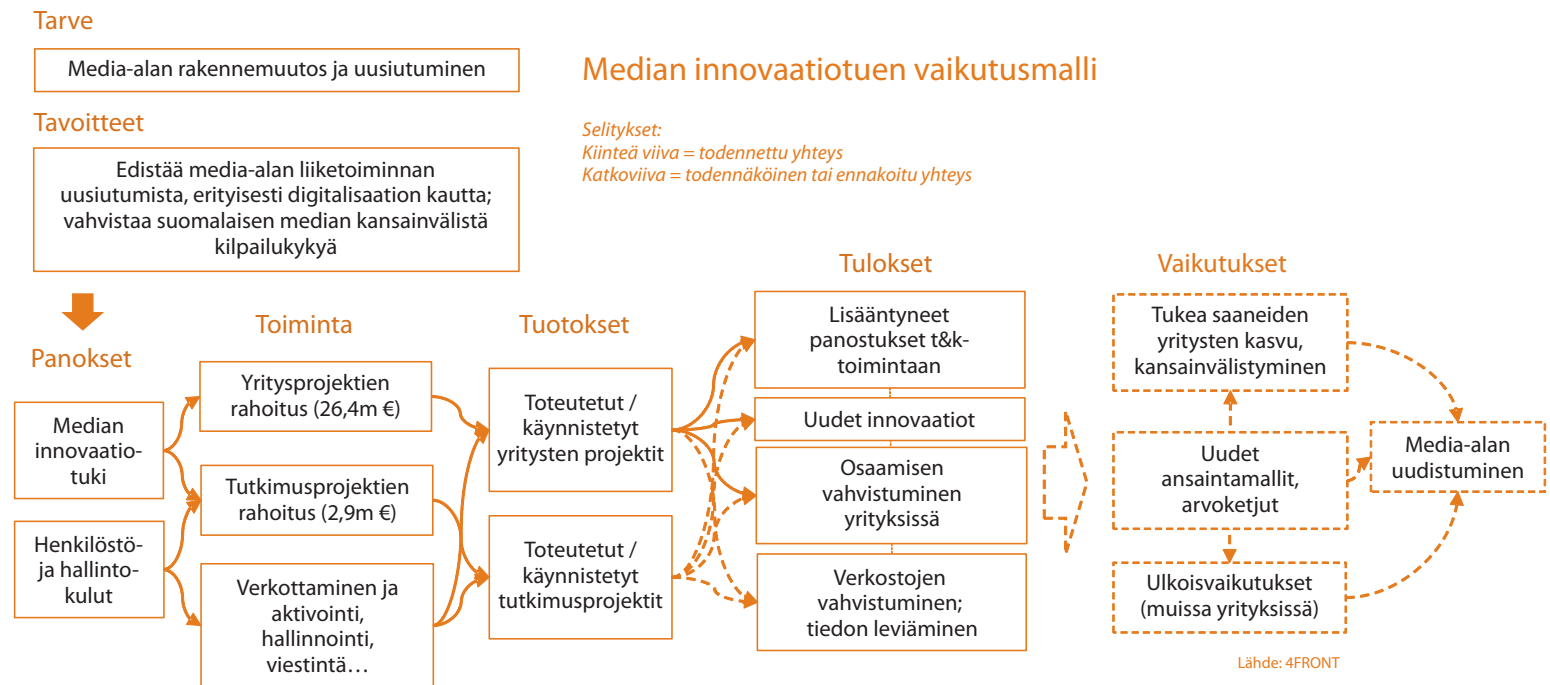 Tarve
Media-alan rakennemuutos ja uusiutuminen
Median innovaatiotuen vaikutusmalli
Tavoitteet
Selitykset:
Kiinteä viiva = todennettu yhteys
Katkoviiva = todennäköinen tai ennakoitu yhteys
Edistää media-alan liiketoiminnan
uusiutumista, erityisesti digitalisaation kautta;
vahvistaa suomalaisen median kansainvälistä
kilpailukykyä
Panokset
Median
innovaatio-
tuki
Henkilöstö-
ja hallinto-
kulut
Toiminta
Yritysprojektien
rahoitus (26,4m €)
Tutkimusprojektien
rahoitus (2,9m €)
Verkottaminen ja
aktivointi,
hallinnointi,
viestintä…
Tuotokset
Toteutetut /
käynnistetyt
yritysten projektit
Toteutetut /
käynnistetyt
tutkimusprojektit
Tulokset
Lisääntyneet
panostukset t&k-
toimintaan
Uudet innovaatiot
Osaamisen
vahvistuminen
yrityksissä
Verkostojen
vahvistuminen;
tiedon leviäminen
Vaikutukset
Tukea saaneiden
yritysten kasvu,
kansainvälistyminen
Uudet
ansaintamallit,
arvoketjut
Ulkoisvaikutukset
(muissa yrityksissä)
Media-alan
uudistuminen
Lähde: 4FRONT